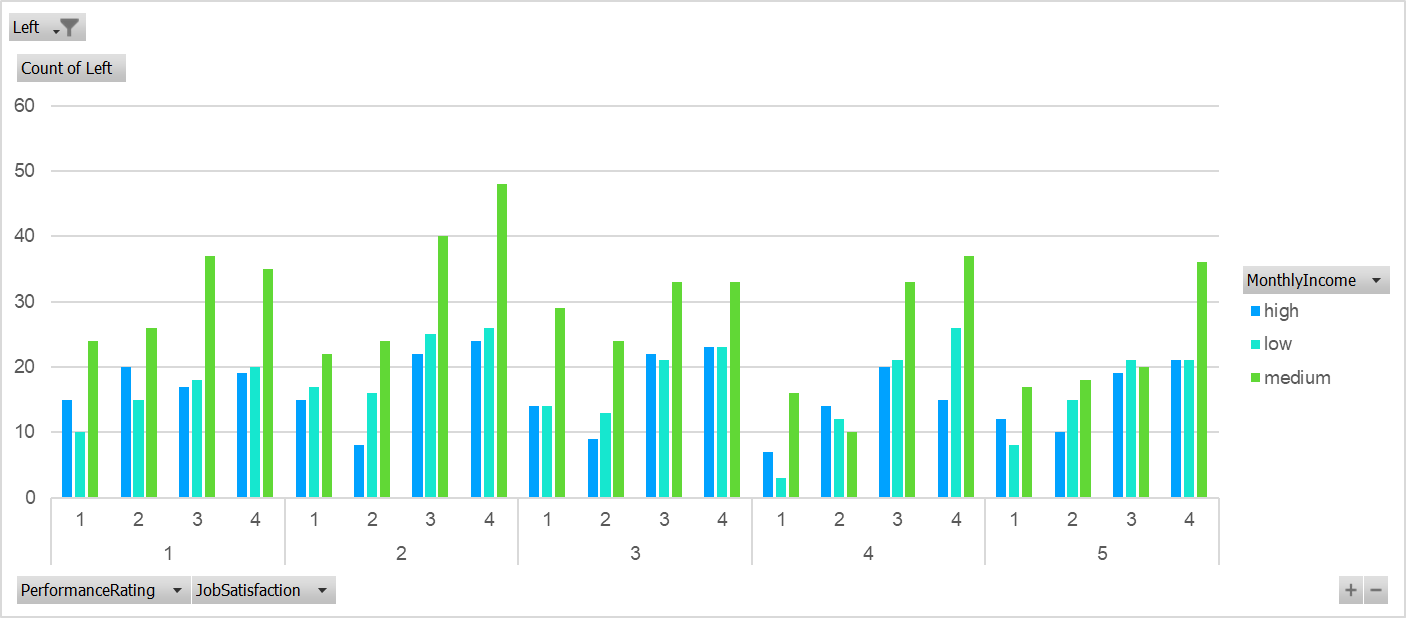 Left
Count of Left
60
50
40
30
20
10
0
MonthlyIncome
high
low
medium
1 2 3 4 1 2 3 4 1 2 3 4 1 2 3 4 1 2 3 4
1 2 3 4 5
PerformanceRating JobSatisfaction
+ −